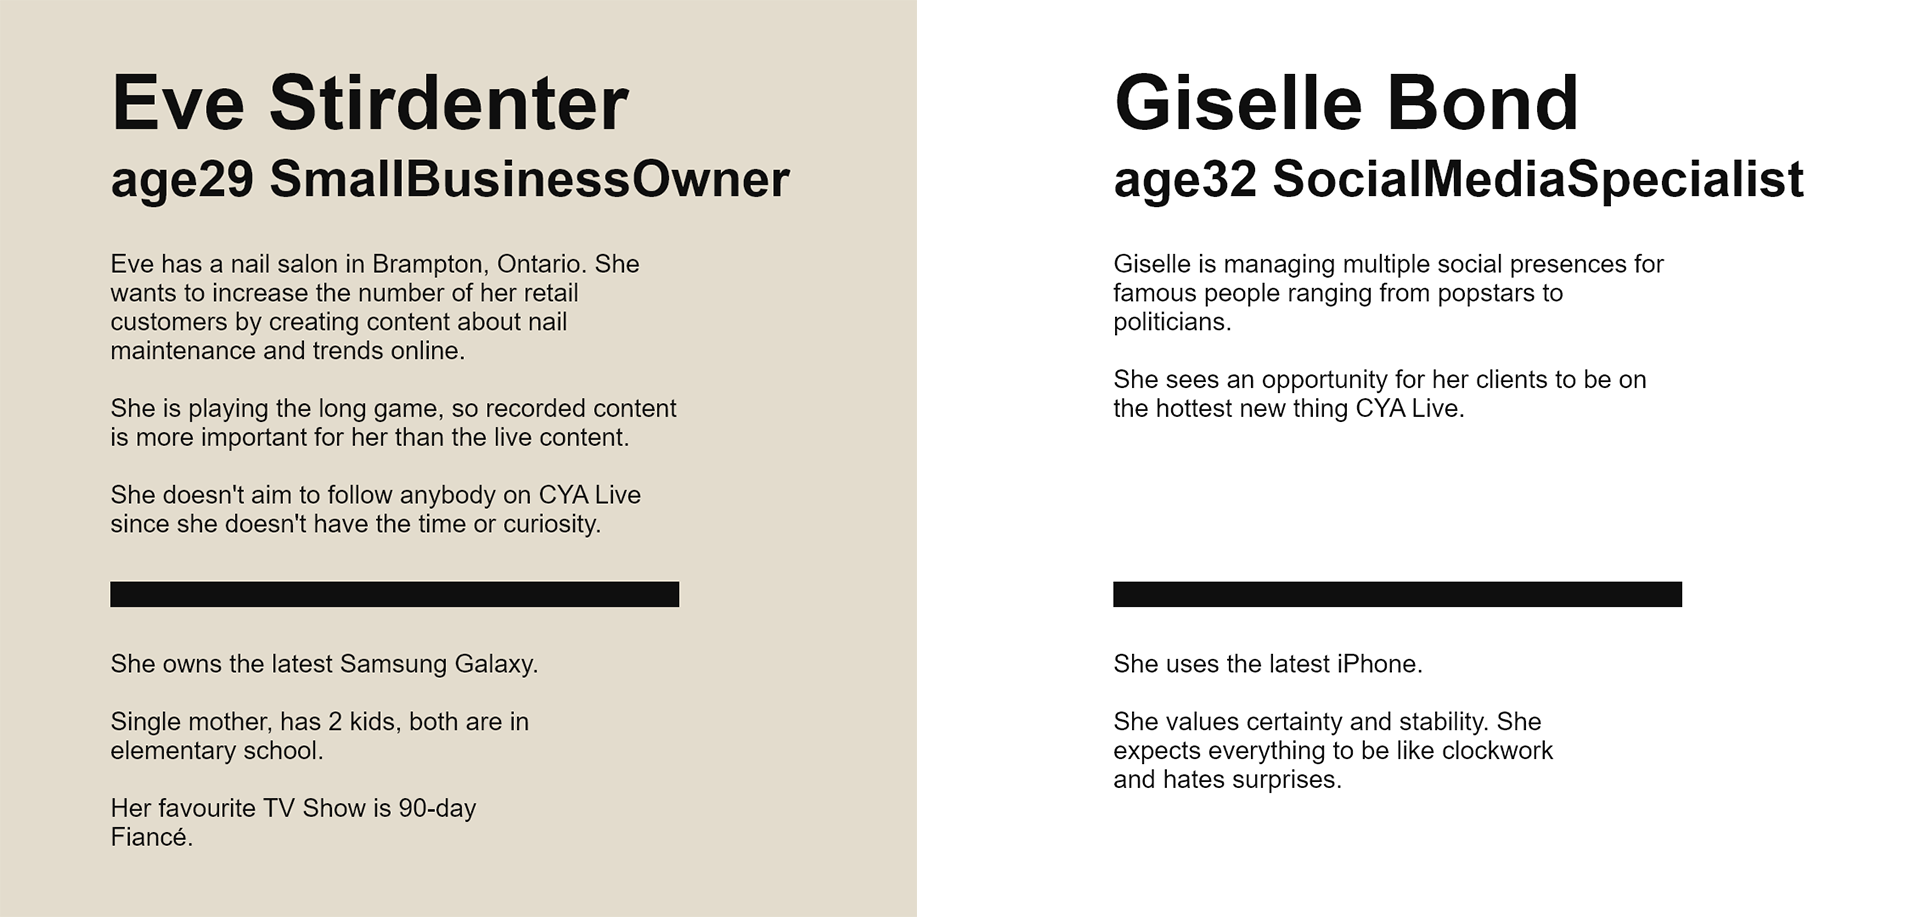 Eve Stirdenter
age29 SmallBusinessOwner
Eve has a nail salon in Brampton, Ontario. She
wants to increase the number of her retail
customers by creating content about nail
maintenance and trends online.
She is playing the long game, so recorded content
is more important for her than the live content.
She doesn't aim to follow anybody on CYA Live
since she doesn't have the time or curiosity.
She owns the latest Samsung Galaxy.
Single mother, has 2 kids, both are in
elementary school.
Her favourite TV Show is 90-day
Fiancé.
Giselle Bond
age32 SocialMediaSpecialist
Giselle is managing multiple social presences for
famous people ranging from popstars to
politicians.
She sees an opportunity for her clients to be on
the hottest new thing CYA Live.
She uses the latest iPhone.
She values certainty and stability. She
expects everything to be like clockwork
and hates surprises.